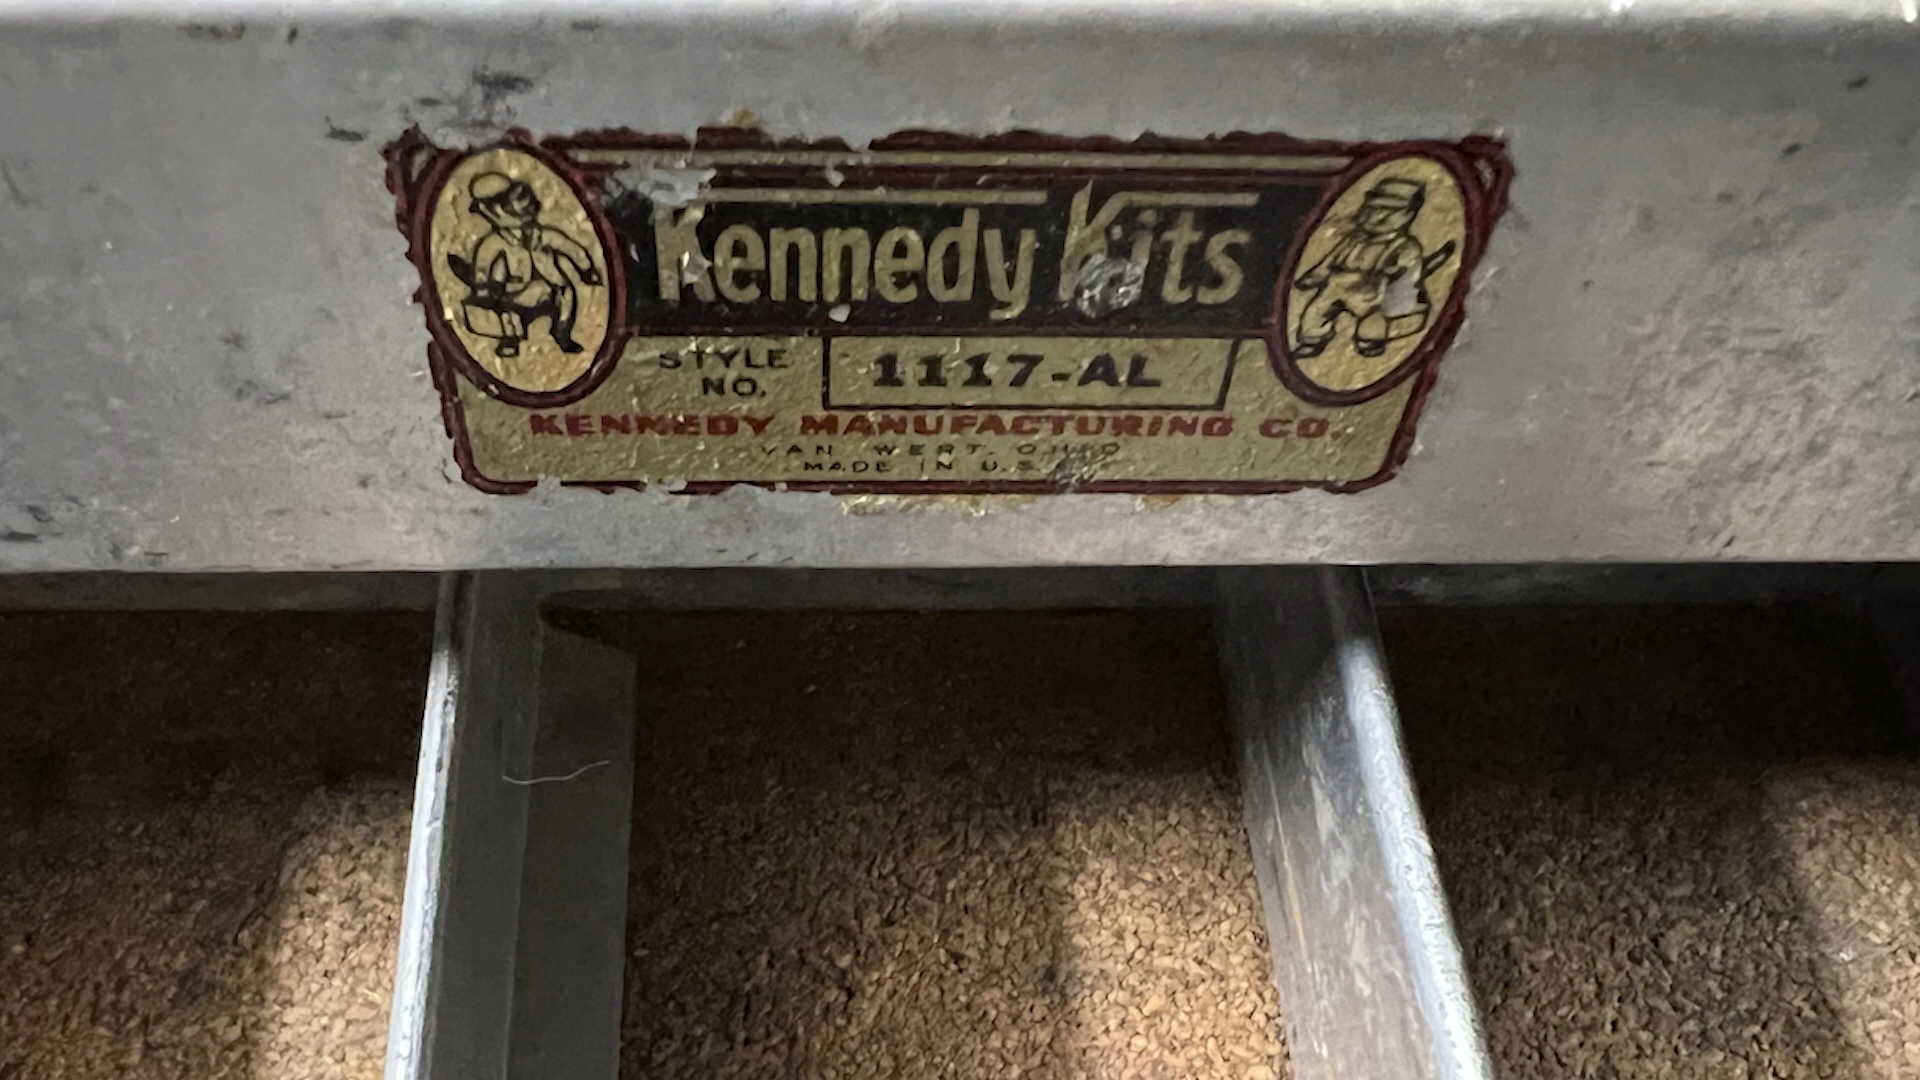 Kennedy Kits
STYLE
NO.
1117-AL
KENNEDY MANUFACTURING CO.
VAN WERT, OHIO
MADE IN U.S.